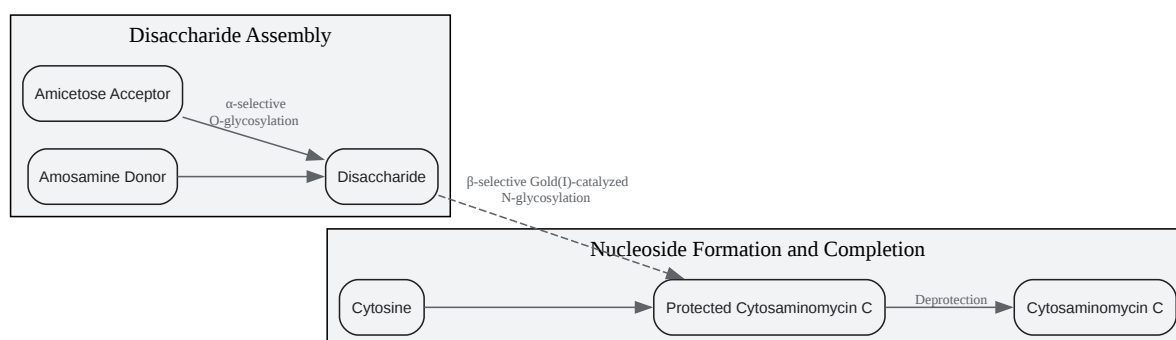 Disaccharide Assembly
Amicetose Acceptor
α-selective
O-glycosylation
Amosamine Donor
Disaccharide
β-selective Gold(I)-catalyzed
N-glycosylation
Nucleoside Formation and Completion
Cytosine
Protected Cytosaminomycin C
Deprotection
Cytosaminomycin C